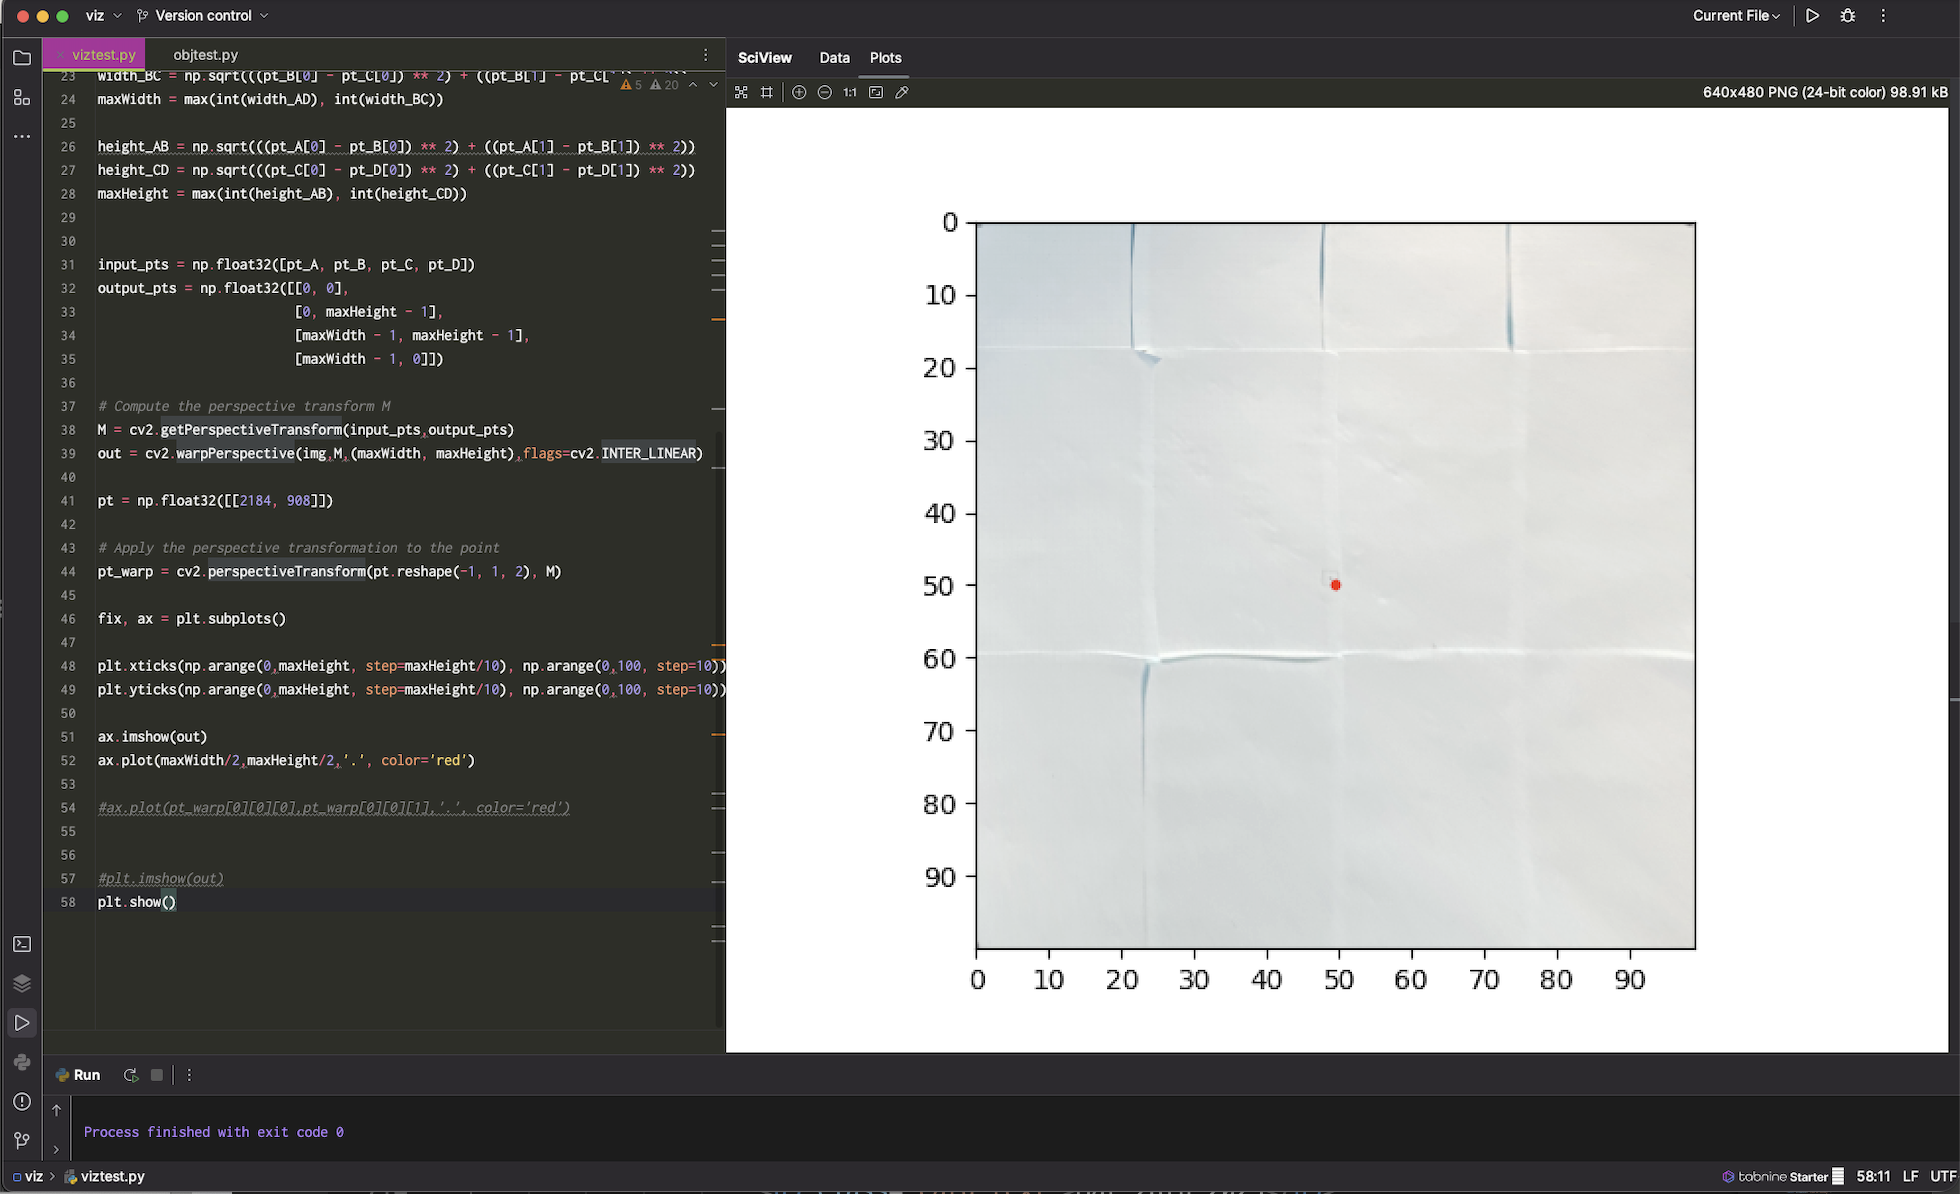 viz
Version control
Current File
viztest.py
objtest.py
SciView
Data
Plots
1:1
640x480 PNG (24-bit color) 98.91 kB
5
20
23 width_BC = np.sqrt(((pt_B[0] - pt_C[0]) ** 2) + ((pt_B[1] - pt_C[
24 maxWidth = max(int(width_AD), int(width_BC))
25
26 height_AB = np.sqrt(((pt_A[0] - pt_B[0]) ** 2) + ((pt_A[1] - pt_B[1]) ** 2))
27 height_CD = np.sqrt(((pt_C[0] - pt_D[0]) ** 2) + ((pt_C[1] - pt_D[1]) ** 2))
28 maxHeight = max(int(height_AB), int(height_CD))
29
30
31 input_pts = np.float32([pt_A, pt_B, pt_C, pt_D])
32 output_pts = np.float32([[0, 0],
33 [0, maxHeight - 1],
34 [maxWidth - 1, maxHeight - 1],
35 [maxWidth - 1, 0]])
36
37 # Compute the perspective transform M
38 M = cv2.getPerspectiveTransform(input_pts,output_pts)
39 out = cv2.warpPerspective(img,M,(maxWidth, maxHeight),flags=cv2.INTER_LINEAR)
40
41 pt = np.float32([[2184, 908]])
42
43 # Apply the perspective transformation to the point
44 pt_warp = cv2.perspectiveTransform(pt.reshape(-1, 1, 2), M)
45
46 fix, ax = plt.subplots()
47
48 plt.xticks(np.arange(0,maxHeight, step=maxHeight/10), np.arange(0,100, step=10))
49 plt.yticks(np.arange(0,maxHeight, step=maxHeight/10), np.arange(0,100, step=10))
50
51 ax.imshow(out)
52 ax.plot(maxWidth/2,maxHeight/2,'.', color='red')
53
54 #ax.plot(pt_warp[0][0][0],pt_warp[0][0][1],'.', color='red')
55
56
57 #plt.imshow(out)
58 plt.show()
0
10
20
30
40
50
60
70
80
90
0 10 20 30 40 50 60 70 80 90
Run
Process finished with exit code 0
viz > viztest.py
tabnine Starter
58:11
LF
UTF